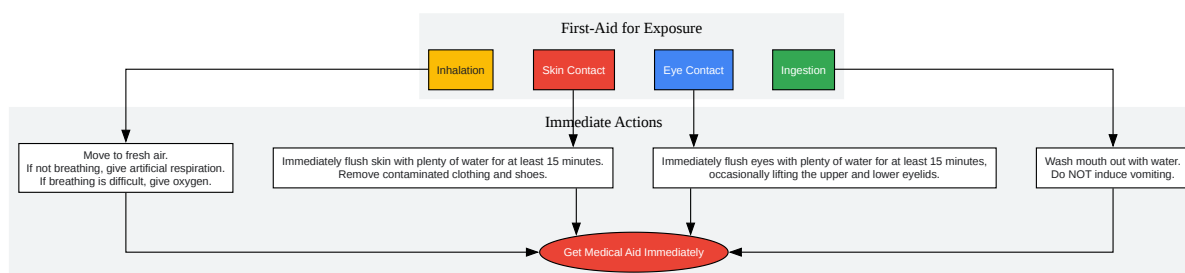 First-Aid for Exposure
Inhalation
Skin Contact
Eye Contact
Ingestion
Immediate Actions
Move to fresh air.
If not breathing, give artificial respiration.
If breathing is difficult, give oxygen.
Immediately flush skin with plenty of water for at least 15 minutes.
Remove contaminated clothing and shoes.
Immediately flush eyes with plenty of water for at least 15 minutes,
occasionally lifting the upper and lower eyelids.
Wash mouth out with water.
Do NOT induce vomiting.
Get Medical Aid Immediately